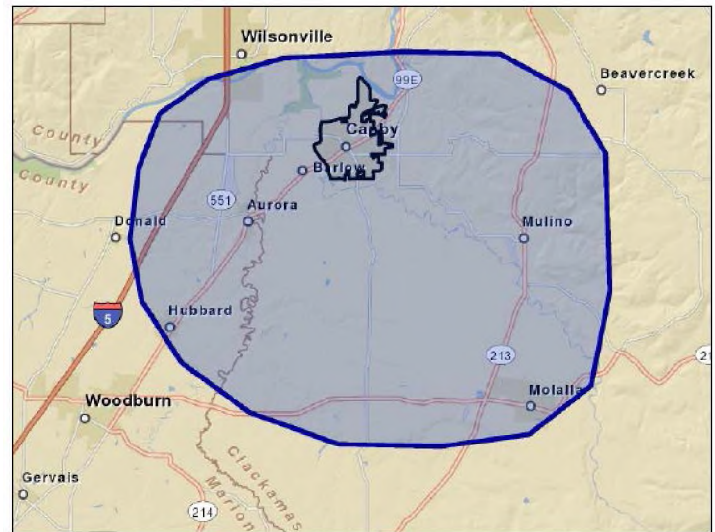 Wilsonville
99E
Beavercreek
County
Canby
County
Barlow
551
Aurora
Donald
Mulino
Hubbard
5
213
21
Molalla
Woodburn
Clackamas
Marion
Gervais
214